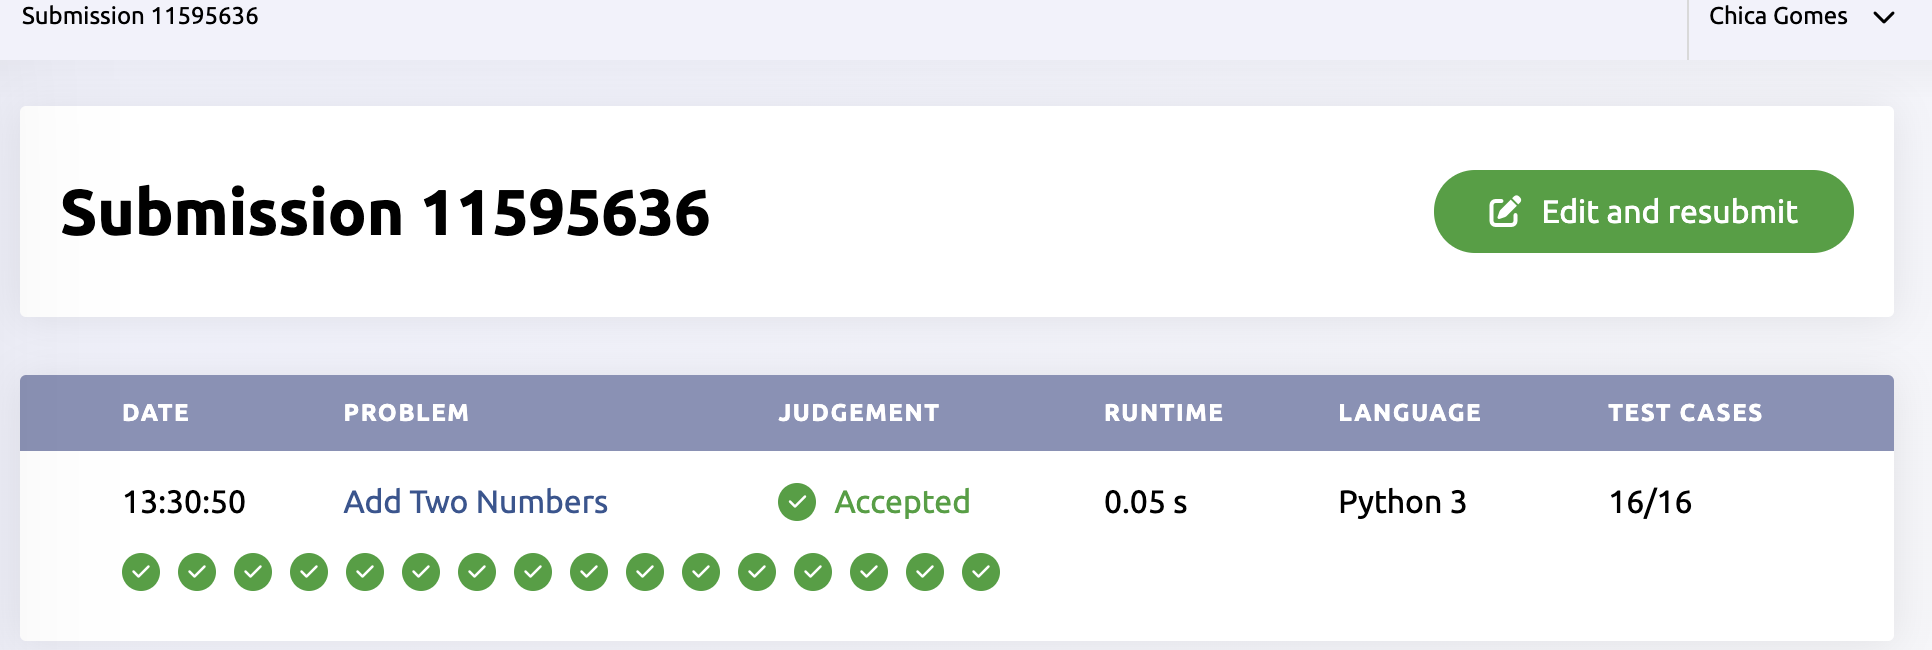 Submission 11595636
Chica Gomes
Submission 11595636
Edit and resubmit
DATE PROBLEM JUDGEMENT RUNTIME LANGUAGE TEST CASES
13:30:50 Add Two Numbers Accepted 0.05 s Python 3 16/16